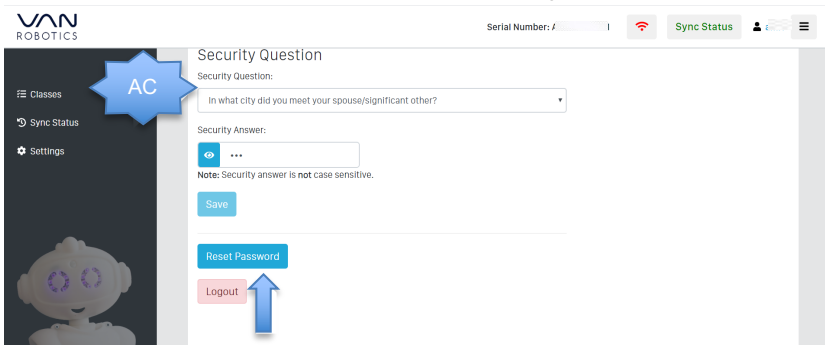 VAN
ROBOTICS
Serial Number:
Sync Status
Security Question
Security Question:
AC
Classes
In what city did you meet your spouse/significant other?
Sync Status
Security Answer:
Settings
•••
Note: Security answer is not case sensitive.
Save
Reset Password
Logout